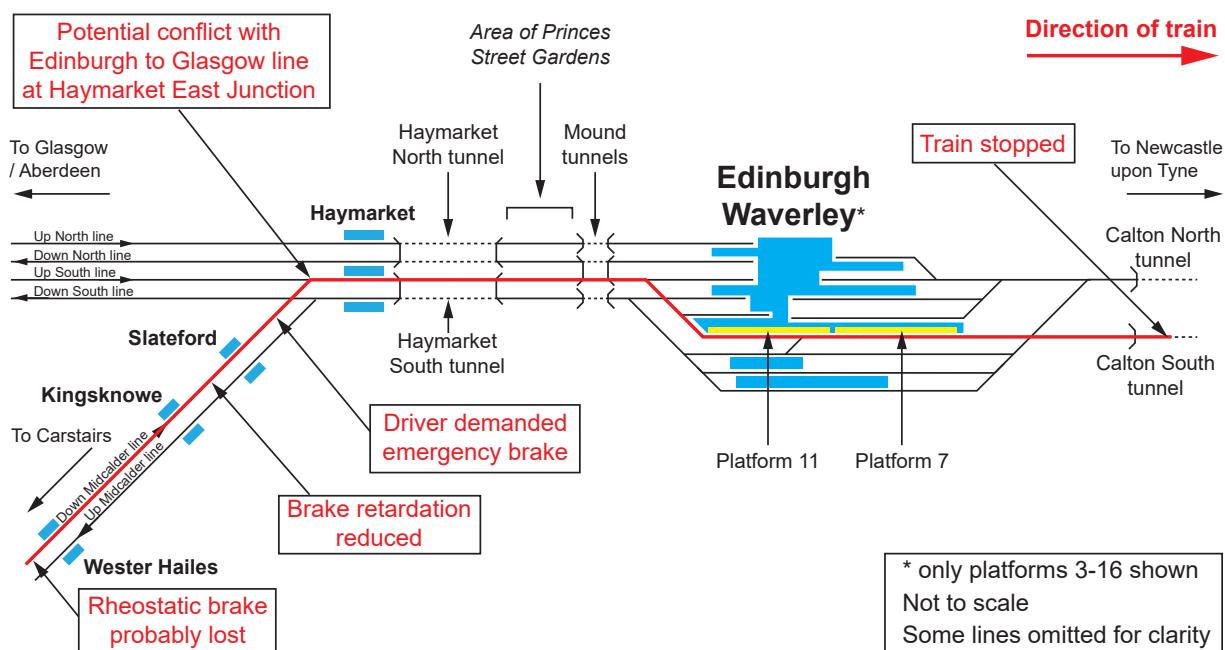 Potential conflict with
Edinburgh to Glasgow line
at Haymarket East Junction
Area of Princes
Street Gardens
Direction of train
To Glasgow
/ Aberdeen
Haymarket
North tunnel
Mound
tunnels
Train stopped
To Newcastle
upon Tyne
Edinburgh
Waverley*
Haymarket
Up North line
Down North line
Up South line
Down South line
Calton North
tunnel
Slateford
Haymarket
South tunnel
Calton South
tunnel
Kingsknowe
To Carstairs
Down Midcalder line
Up Midcalder line
Driver demanded
emergency brake
Platform 11
Platform 7
Brake retardation
reduced
Wester Hailes
Rheostatic brake
probably lost
* only platforms 3-16 shown
Not to scale
Some lines omitted for clarity